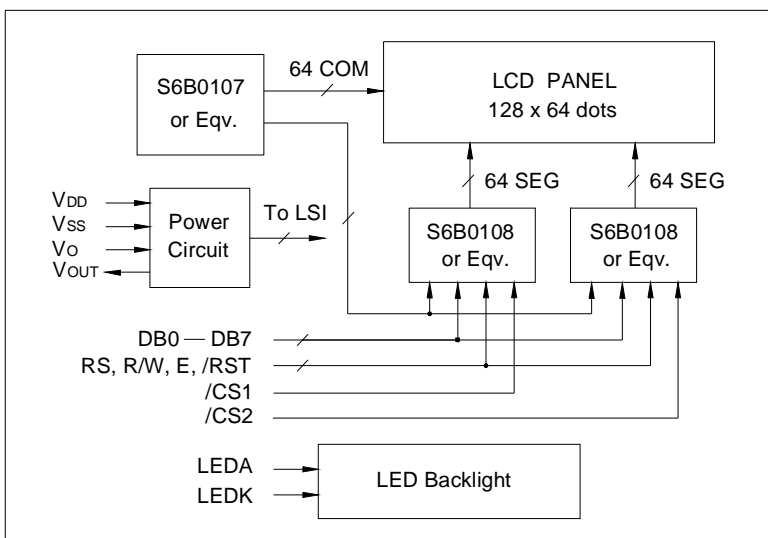 S6B0107
or Eqv.
64 COM
LCD PANEL
128 x 64 dots
64 SEG
64 SEG
VDD
VSS
VO
VOUT
Power
Circuit
To LSI
S6B0108
or Eqv.
S6B0108
or Eqv.
DB0 — DB7
RS, R/W, E, /RST
/CS1
/CS2
LEDA
LEDK
LED Backlight